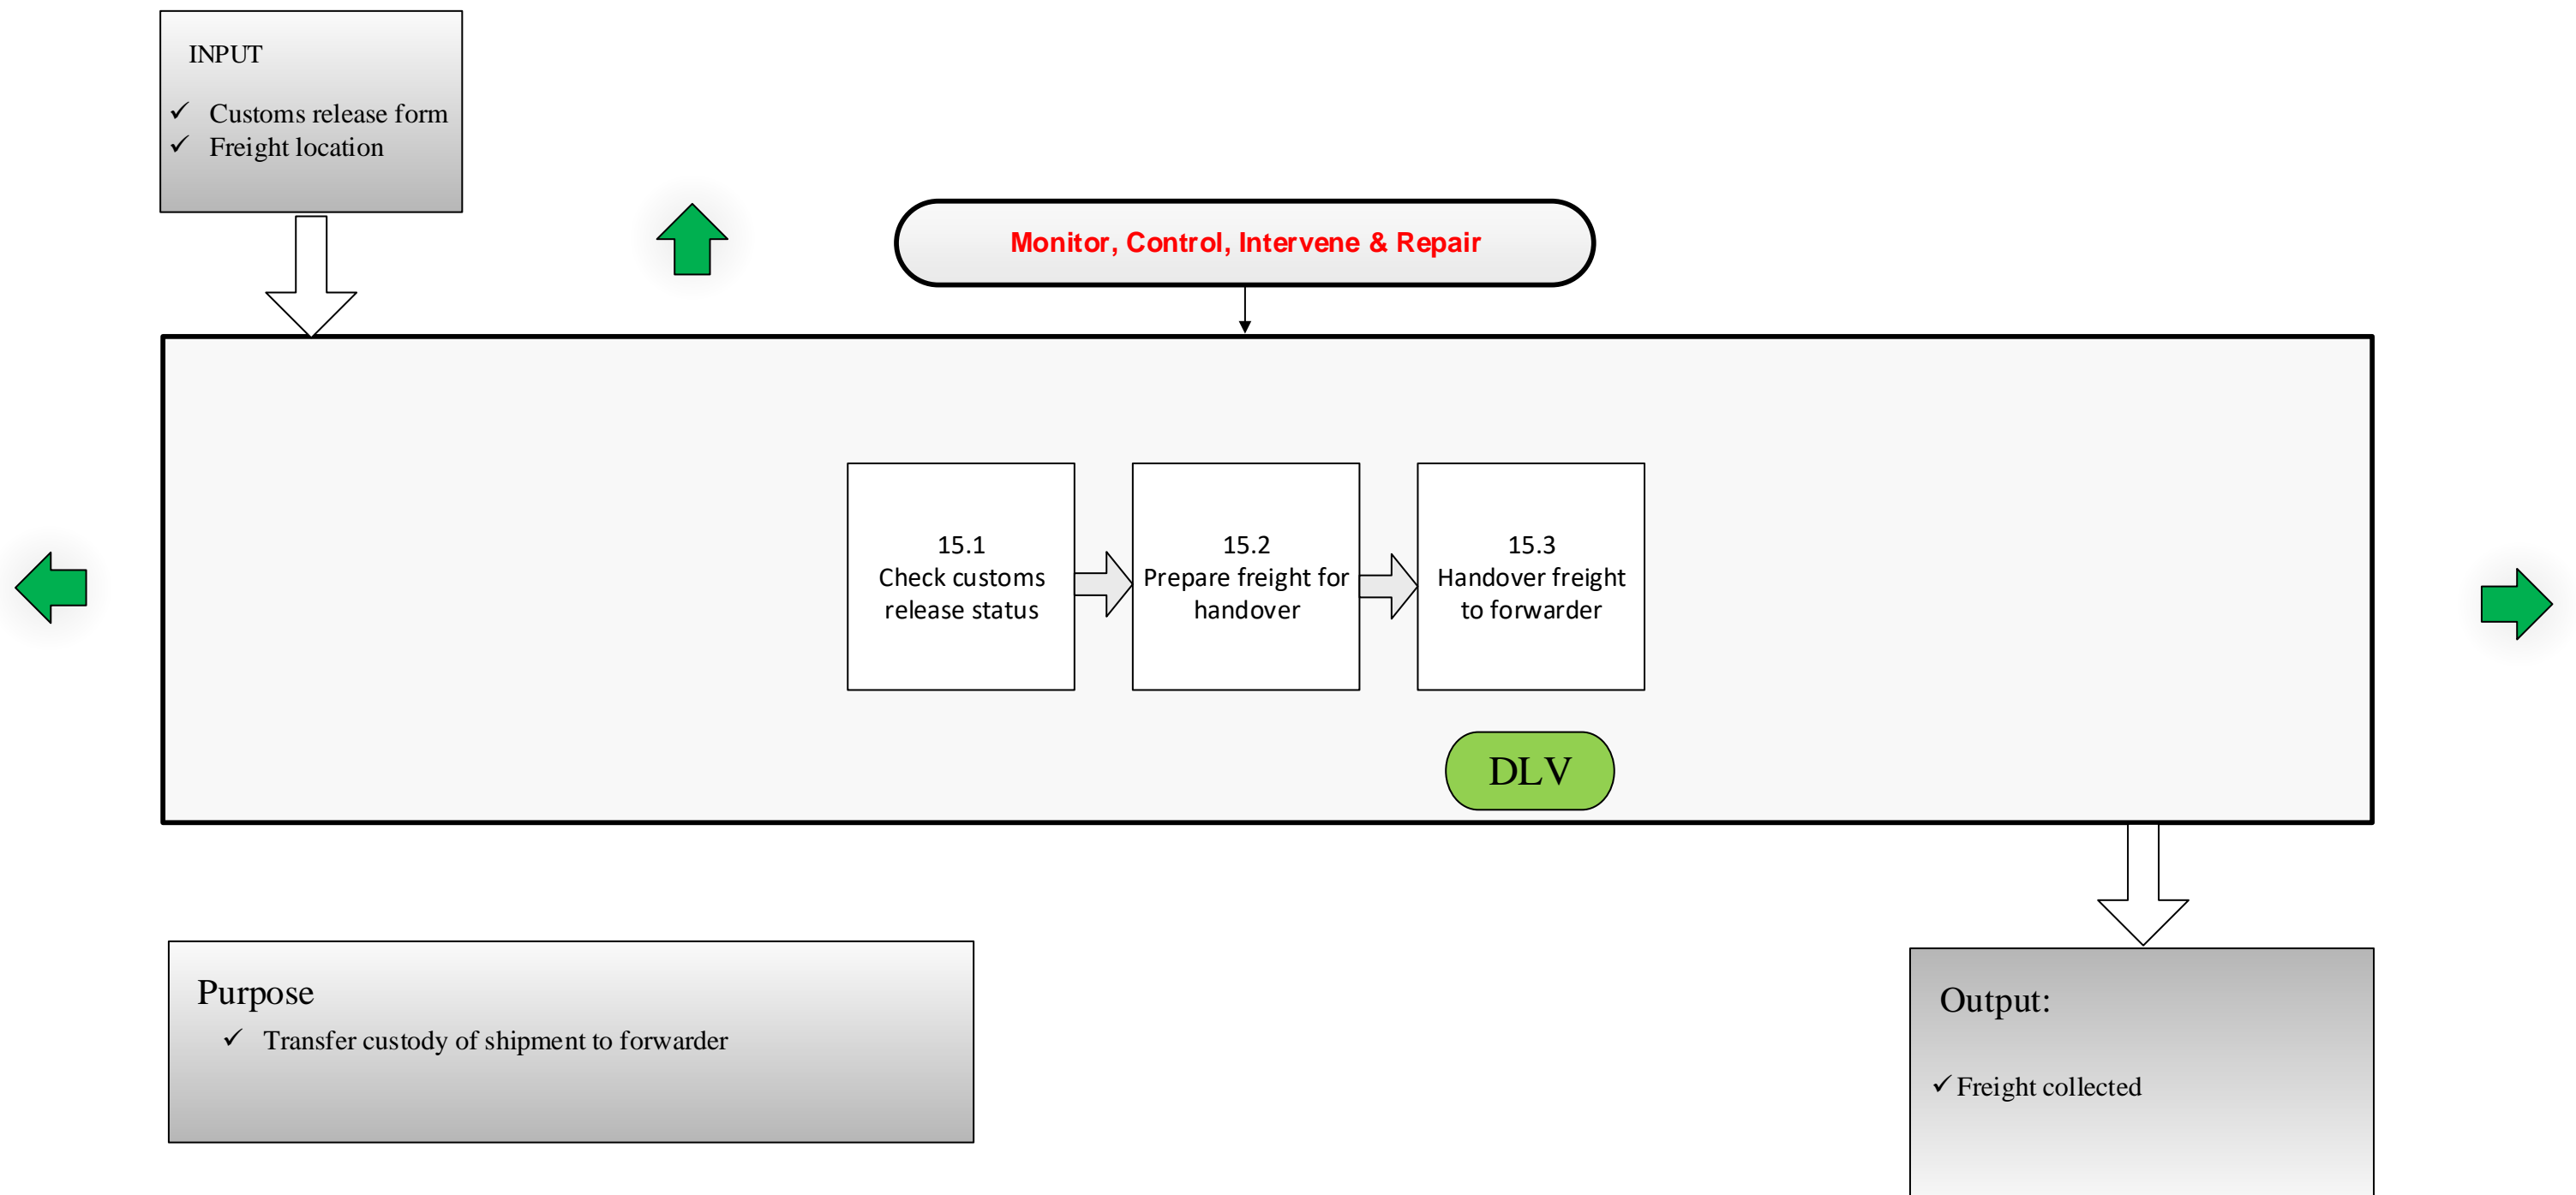 INPUT
✓ Customs release form
✓ Freight location
Monitor, Control, Intervene & Repair
15.1
Check customs
release status
15.2
Prepare freight for
handover
15.3
Handover freight
to forwarder
DLV
Purpose
✓ Transfer custody of shipment to forwarder
Output:
✓ Freight collected